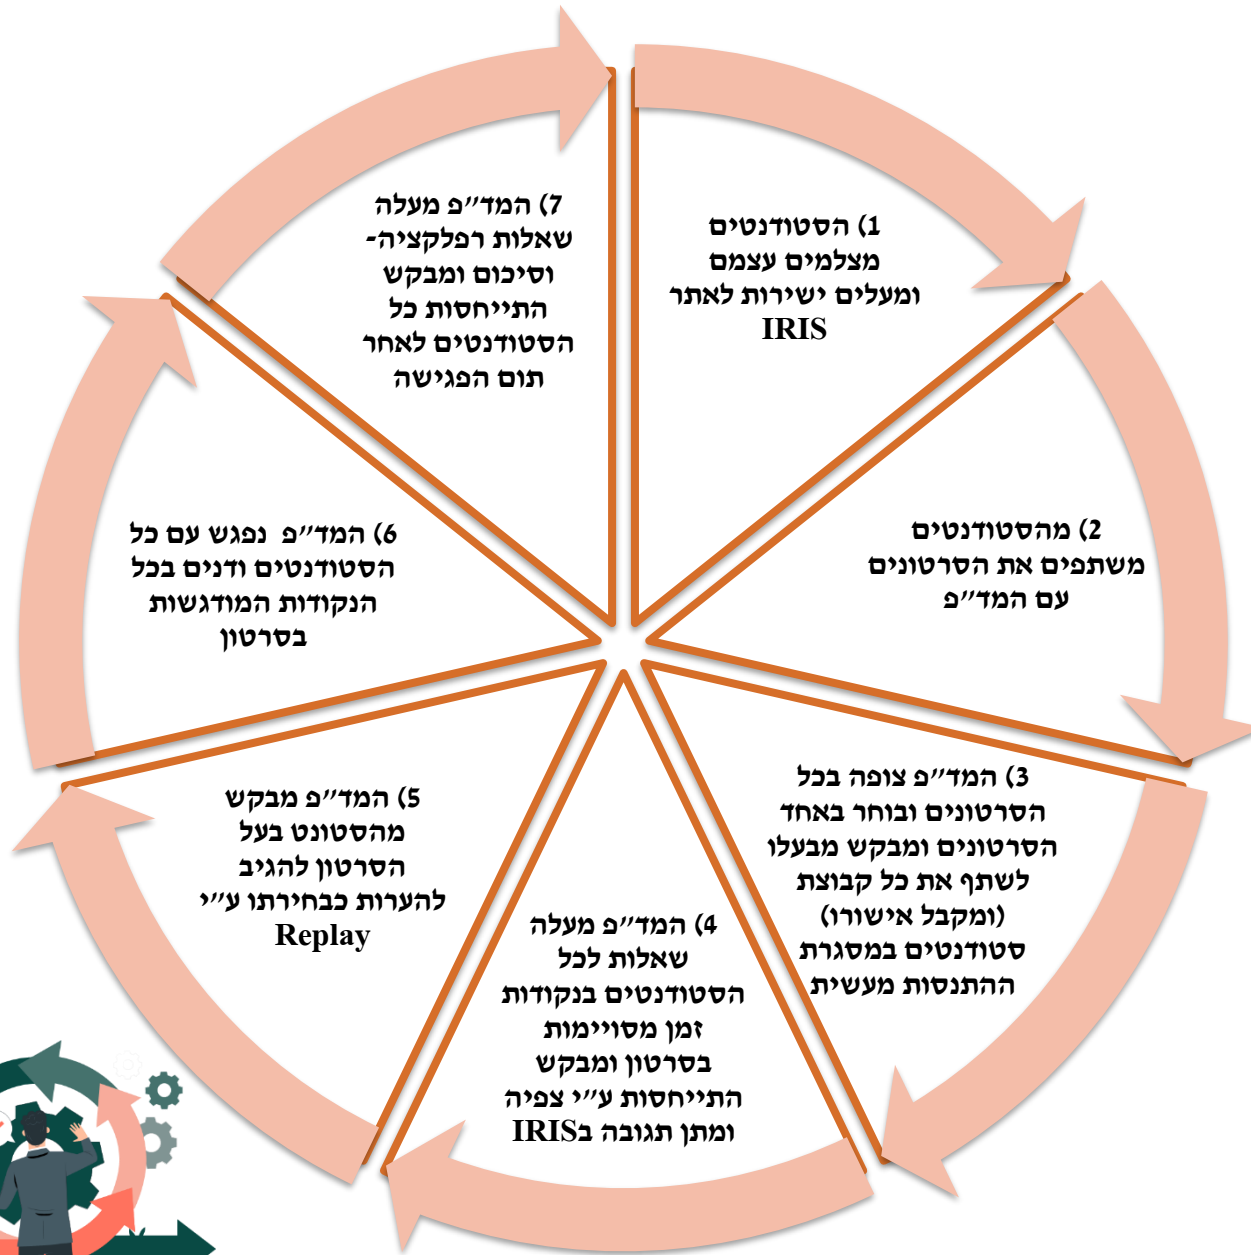 1) הסטודנטים
מצלמים עצמם
ומעלים ישירות לאתר
IRIS
2) מהסטודנטים
משתפים את הסרטונים
עם המד״פ
3) המד״פ צופה בכל
הסרטונים ובוחר באחד
הסרטונים ומבקש מבעלו
לשתף את כל קבוצת
(ומקבל אישורו)
סטודנטים במסגרת
ההתנסות מעשית
4) המד״פ מעלה
שאלות לכל
הסטודנטים בנקודות
זמן מסויימות
בסרטון ומבקש
התייחסות ע״י צפיה
ומתן תגובה בIRIS
5) המד״פ מבקש
מהסטונט בעל
הסרטון להגיב
להערות כבחירתו ע״י
Replay
6) המד״פ נפגש עם כל
הסטודנטים ודנים בכל
הנקודות המודגשות
בסרטון
7) המד״פ מעלה
שאלות רפלקציה-
וסיכום ומבקש
התייחסות כל
הסטודנטים לאחר
תום הפגישה